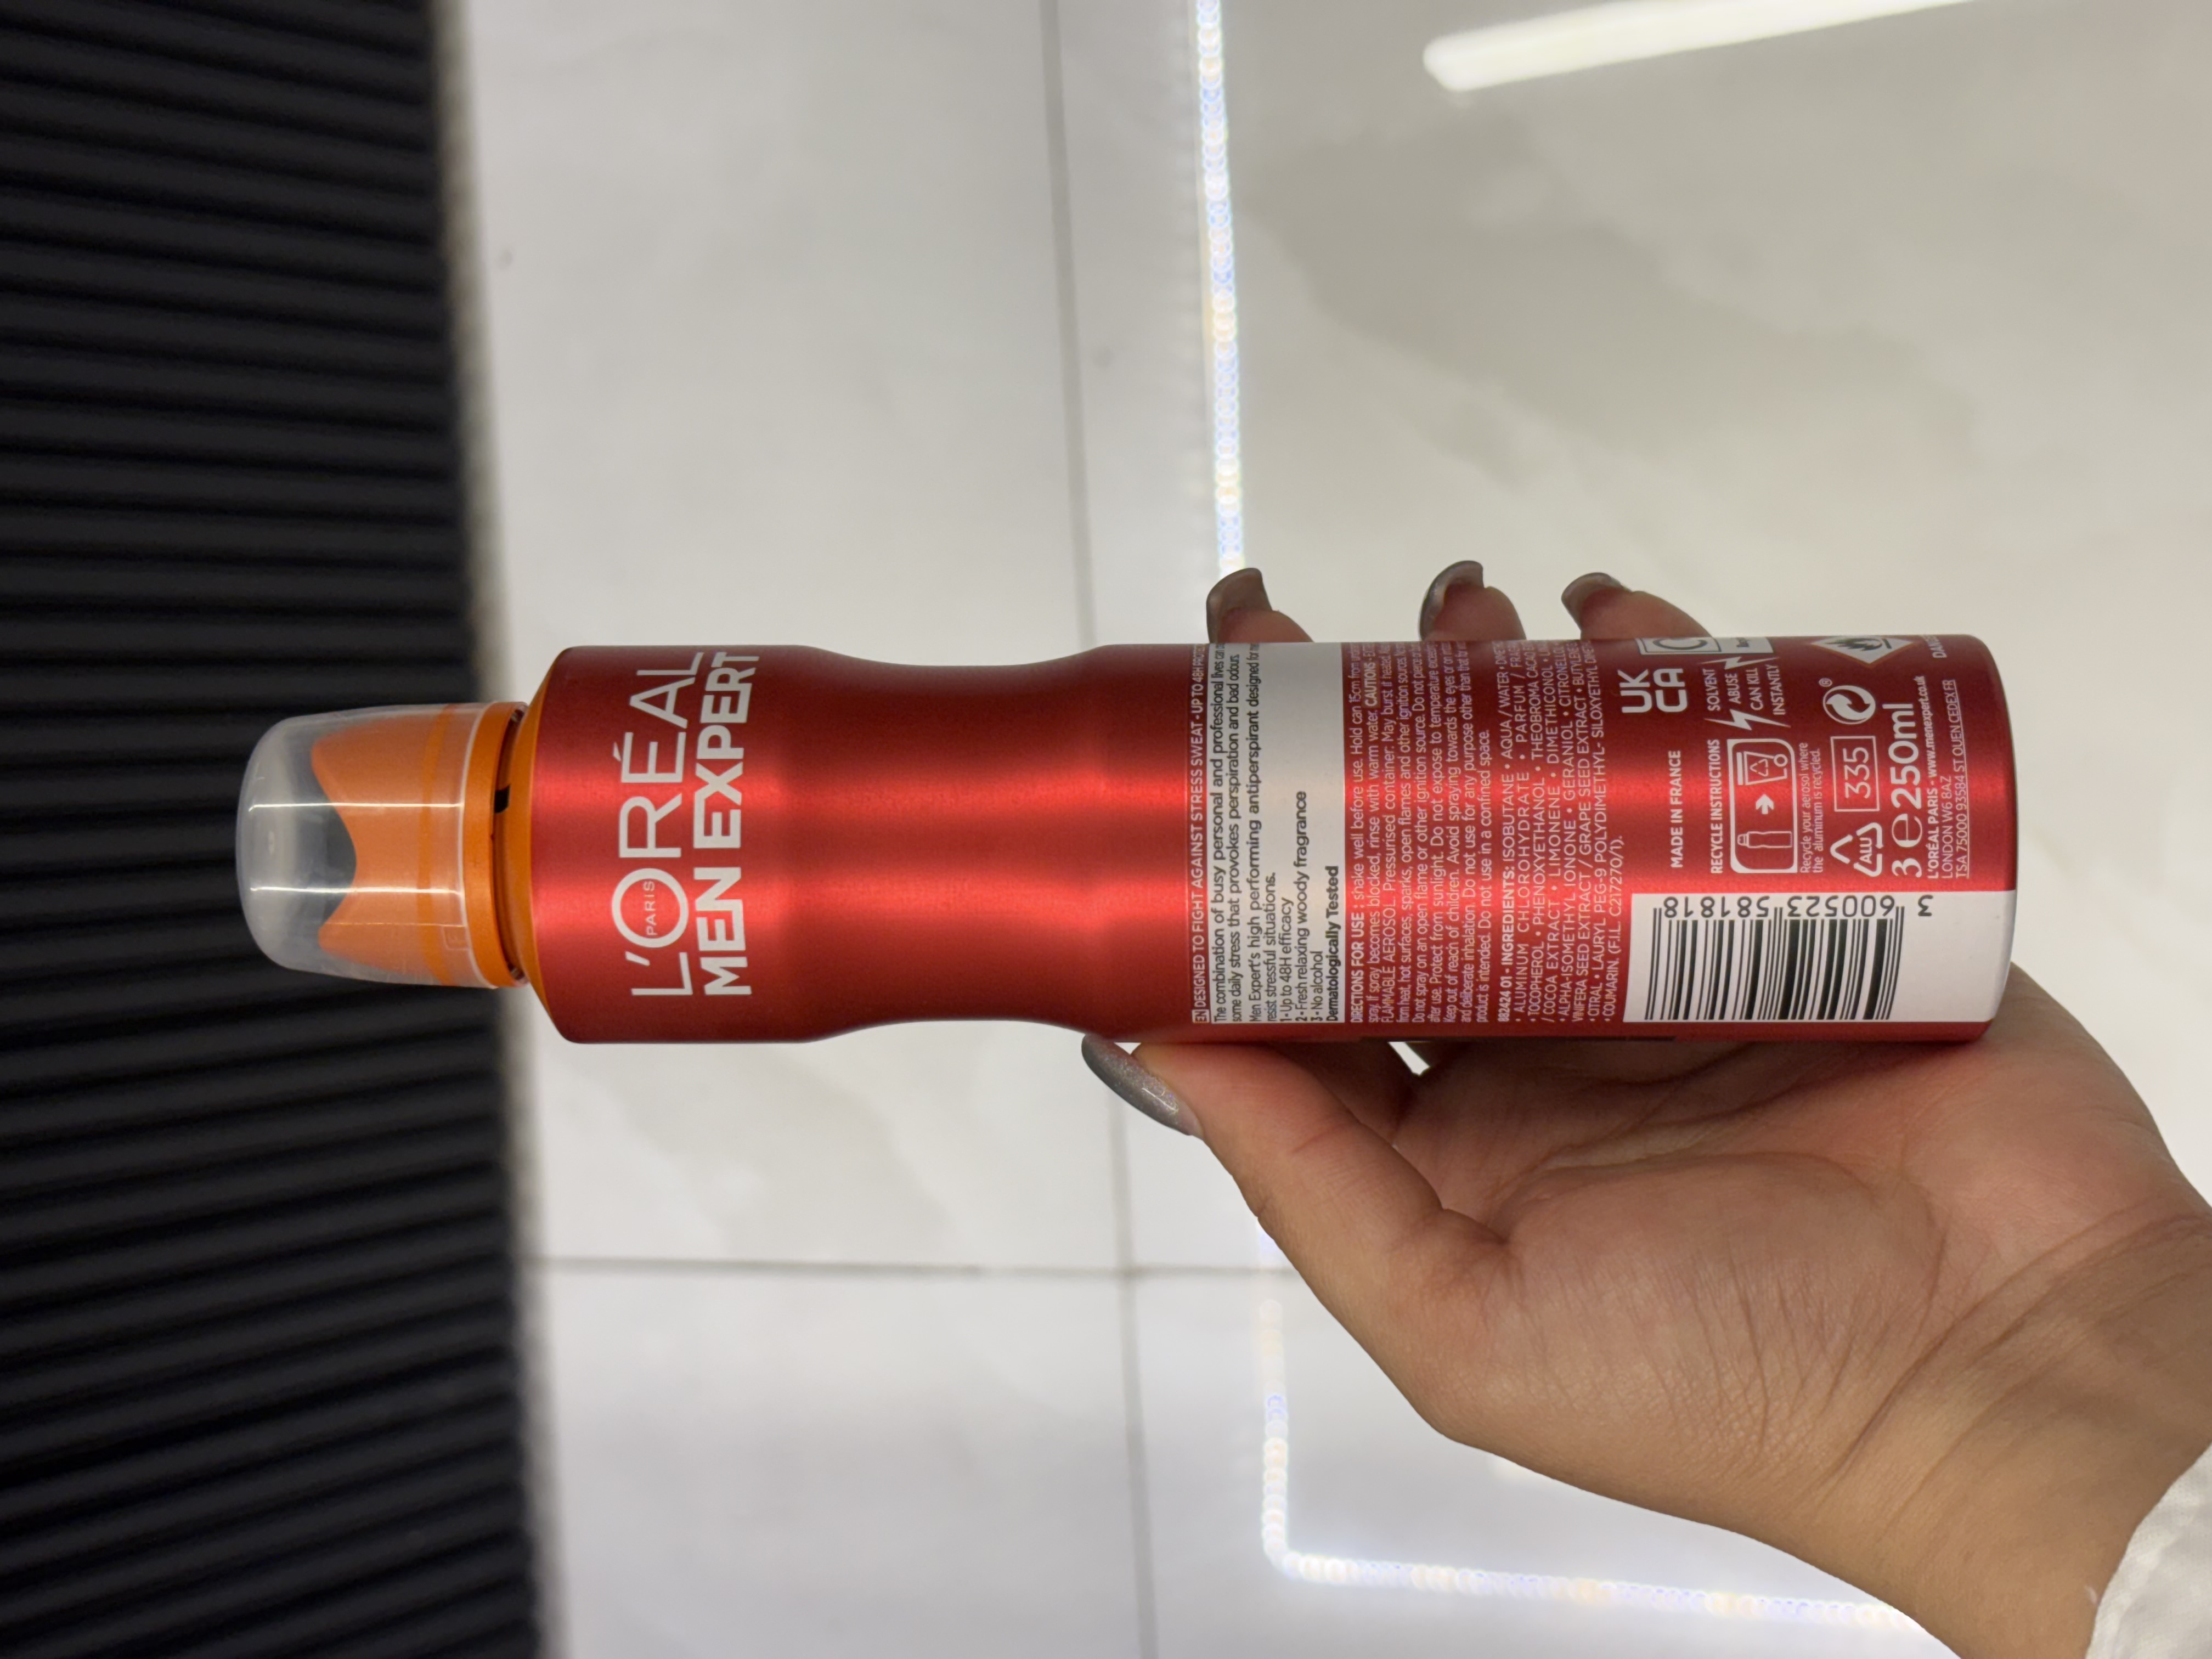 L'ORÉAL
PARIS
MEN EXPERT
EN DESIGNED TO FIGHT AGAINST STRESS SWEAT - UP TO 48H
The combination of busy personal and professional lives
some daily stress that provokes perspiration and bad odours.
Men Expert's high performing antiperspirant designed for
resist stressful situations.
1-Up to 48H efficacy
2-Fresh relaxing woody fragrance
3-No alcohol
Dermatologically Tested
DIRECTIONS FOR USE : shake well before use. Hold can 15cm from
spray. If spray becomes blocked, rinse with warm water. CAUTIONS -
FLAMMABLE AEROSOL. Pressurised container: May burst if heated.
from heat, hot surfaces, sparks, open flames and other ignition sources.
Do not spray on an open flame or other ignition source. Do not pierce
after use. Protect from sunlight. Do not expose to temperature
Keep out of reach of children. Avoid spraying towards the eyes or on
and deliberate inhalation. Do not use for any purpose other than that
product is intended. Do not use in a confined space.
882424 01 - INGREDIENTS: ISOBUTANE • AQUA / WATER •
• ALUMINUM CHLOROHYDRATE • PARFUM /
• TOCOPHEROL • PHENOXYETHANOL • THEOBROMA CACAO
/ COCOA EXTRACT • LIMONENE • DIMETHICONOL •
• ALPHA-ISOMETHYL IONONE • GERANIOL • CITRONELLOL
VINIFERA SEED EXTRACT / GRAPE SEED EXTRACT • BUTYLENE
• CITRAL • LAURYL PEG-9 POLYDIMETHYL- SILOXYETHYL
• COUMARIN. (F.I.L. C217270/1).
MADE IN FRANCE
UK
CA
RECYCLE INSTRUCTIONS
SOLVENT
ABUSE
CAN KILL
INSTANTLY
Recycle your aerosol where
the aluminum is recycled.
ALU
335
®
3 e 250ml
L'ORÉAL PARIS - www.menexpert.co.uk
LONDON W6 8AZ
TSA 75000 93584 ST OUEN CEDEX FR
3 600523 581818